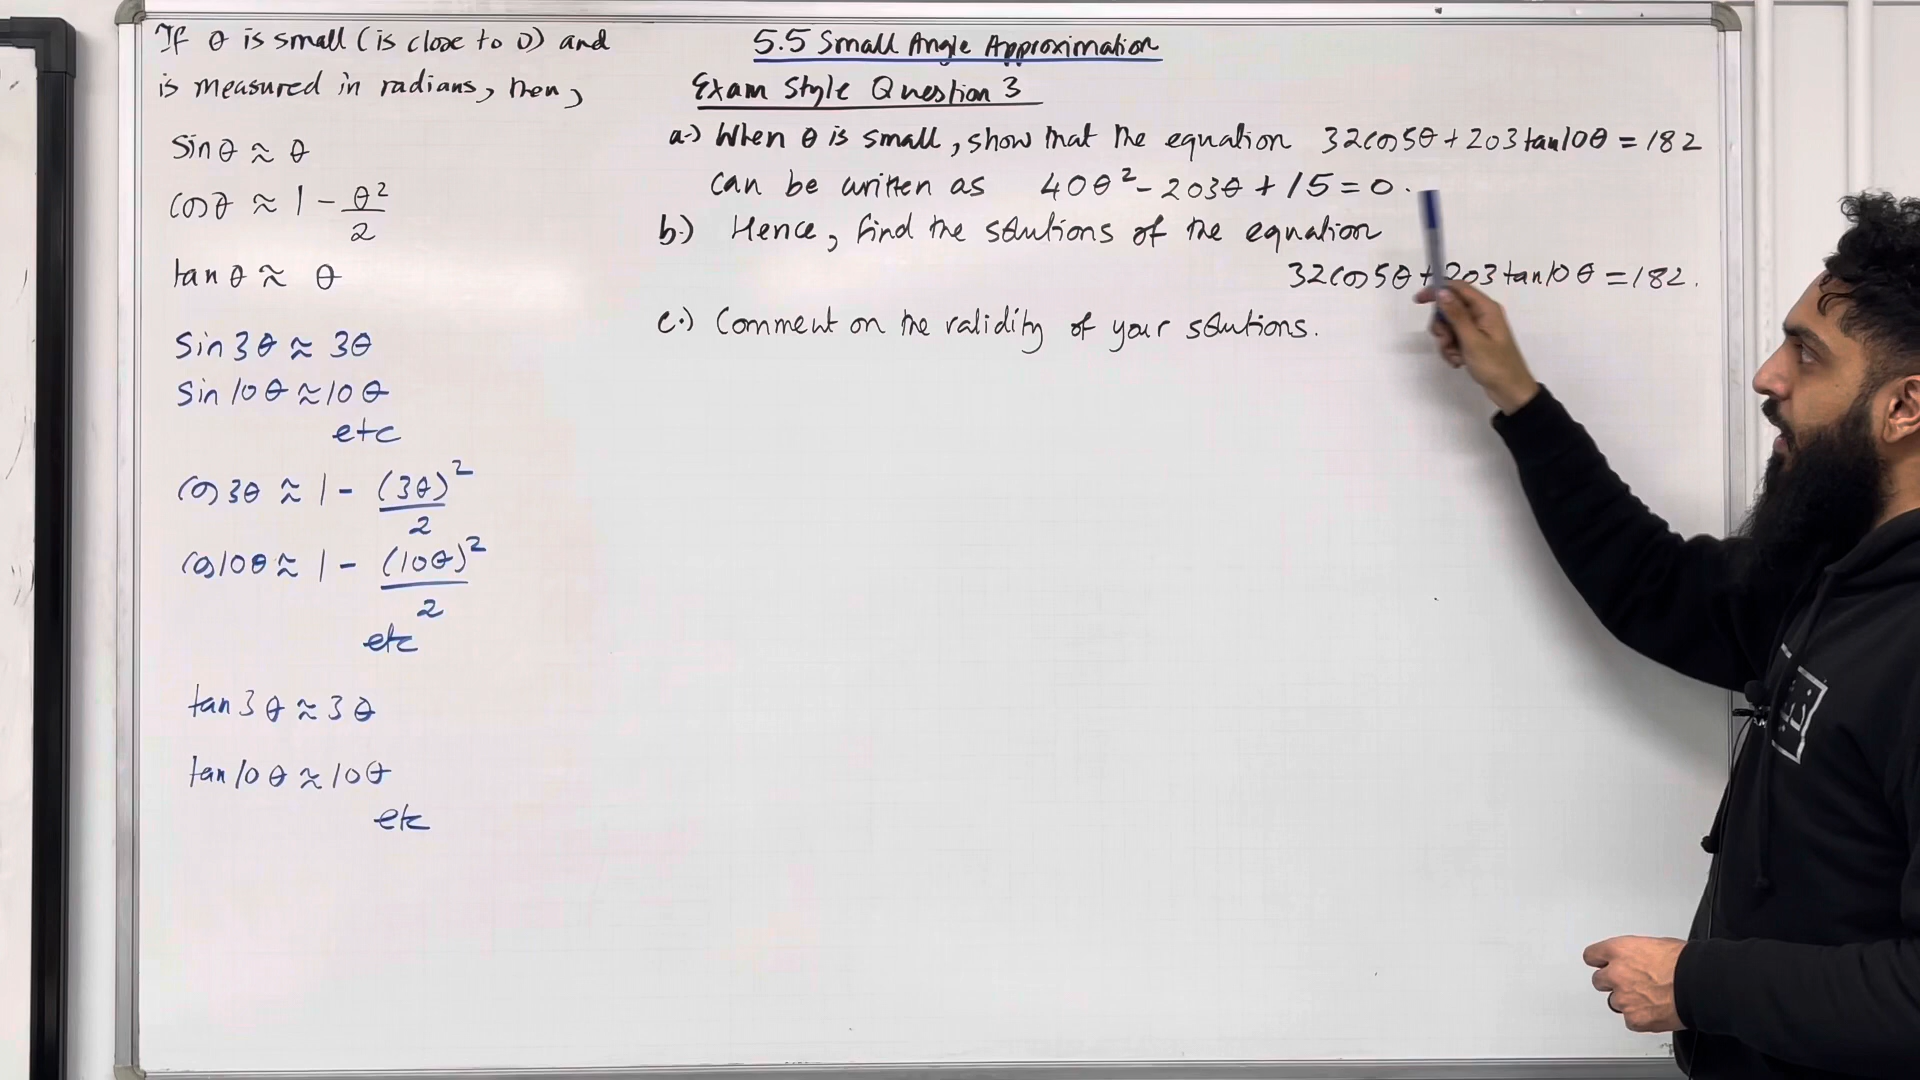 If θ is small (is close to 0) and
is measured in radians, then,
sin θ ≈ θ
cos θ ≈ 1 - θ²/2
tan θ ≈ θ
sin 3θ ≈ 3θ
sin 10θ ≈ 10θ
etc
cos 3θ ≈ 1 - (3θ)²/2
cos 10θ ≈ 1 - (10θ)²/2
etc
tan 3θ ≈ 3θ
tan 10θ ≈ 10θ
etc
5.5 Small Angle Approximation
Exam Style Question 3
a.) When θ is small, show that the equation 32cos5θ + 203tan10θ = 182
can be written as 40θ² - 203θ + 15 = 0.
b.) Hence, find the solutions of the equation
32cos5θ + 203tan10θ = 182.
c.) Comment on the validity of your solutions.